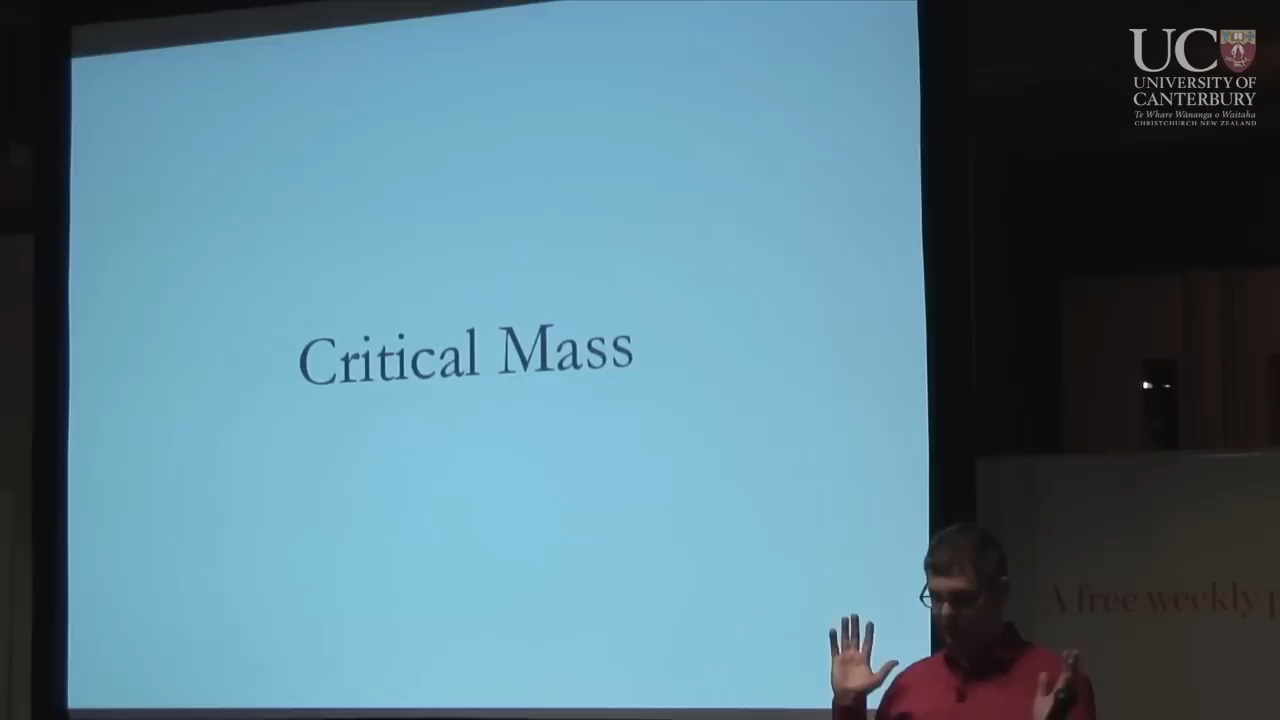 UC
UNIVERSITY OF
CANTERBURY
Te Whare Wānanga o Waitaha
CHRISTCHURCH NEW ZEALAND
Critical Mass
A free weekly